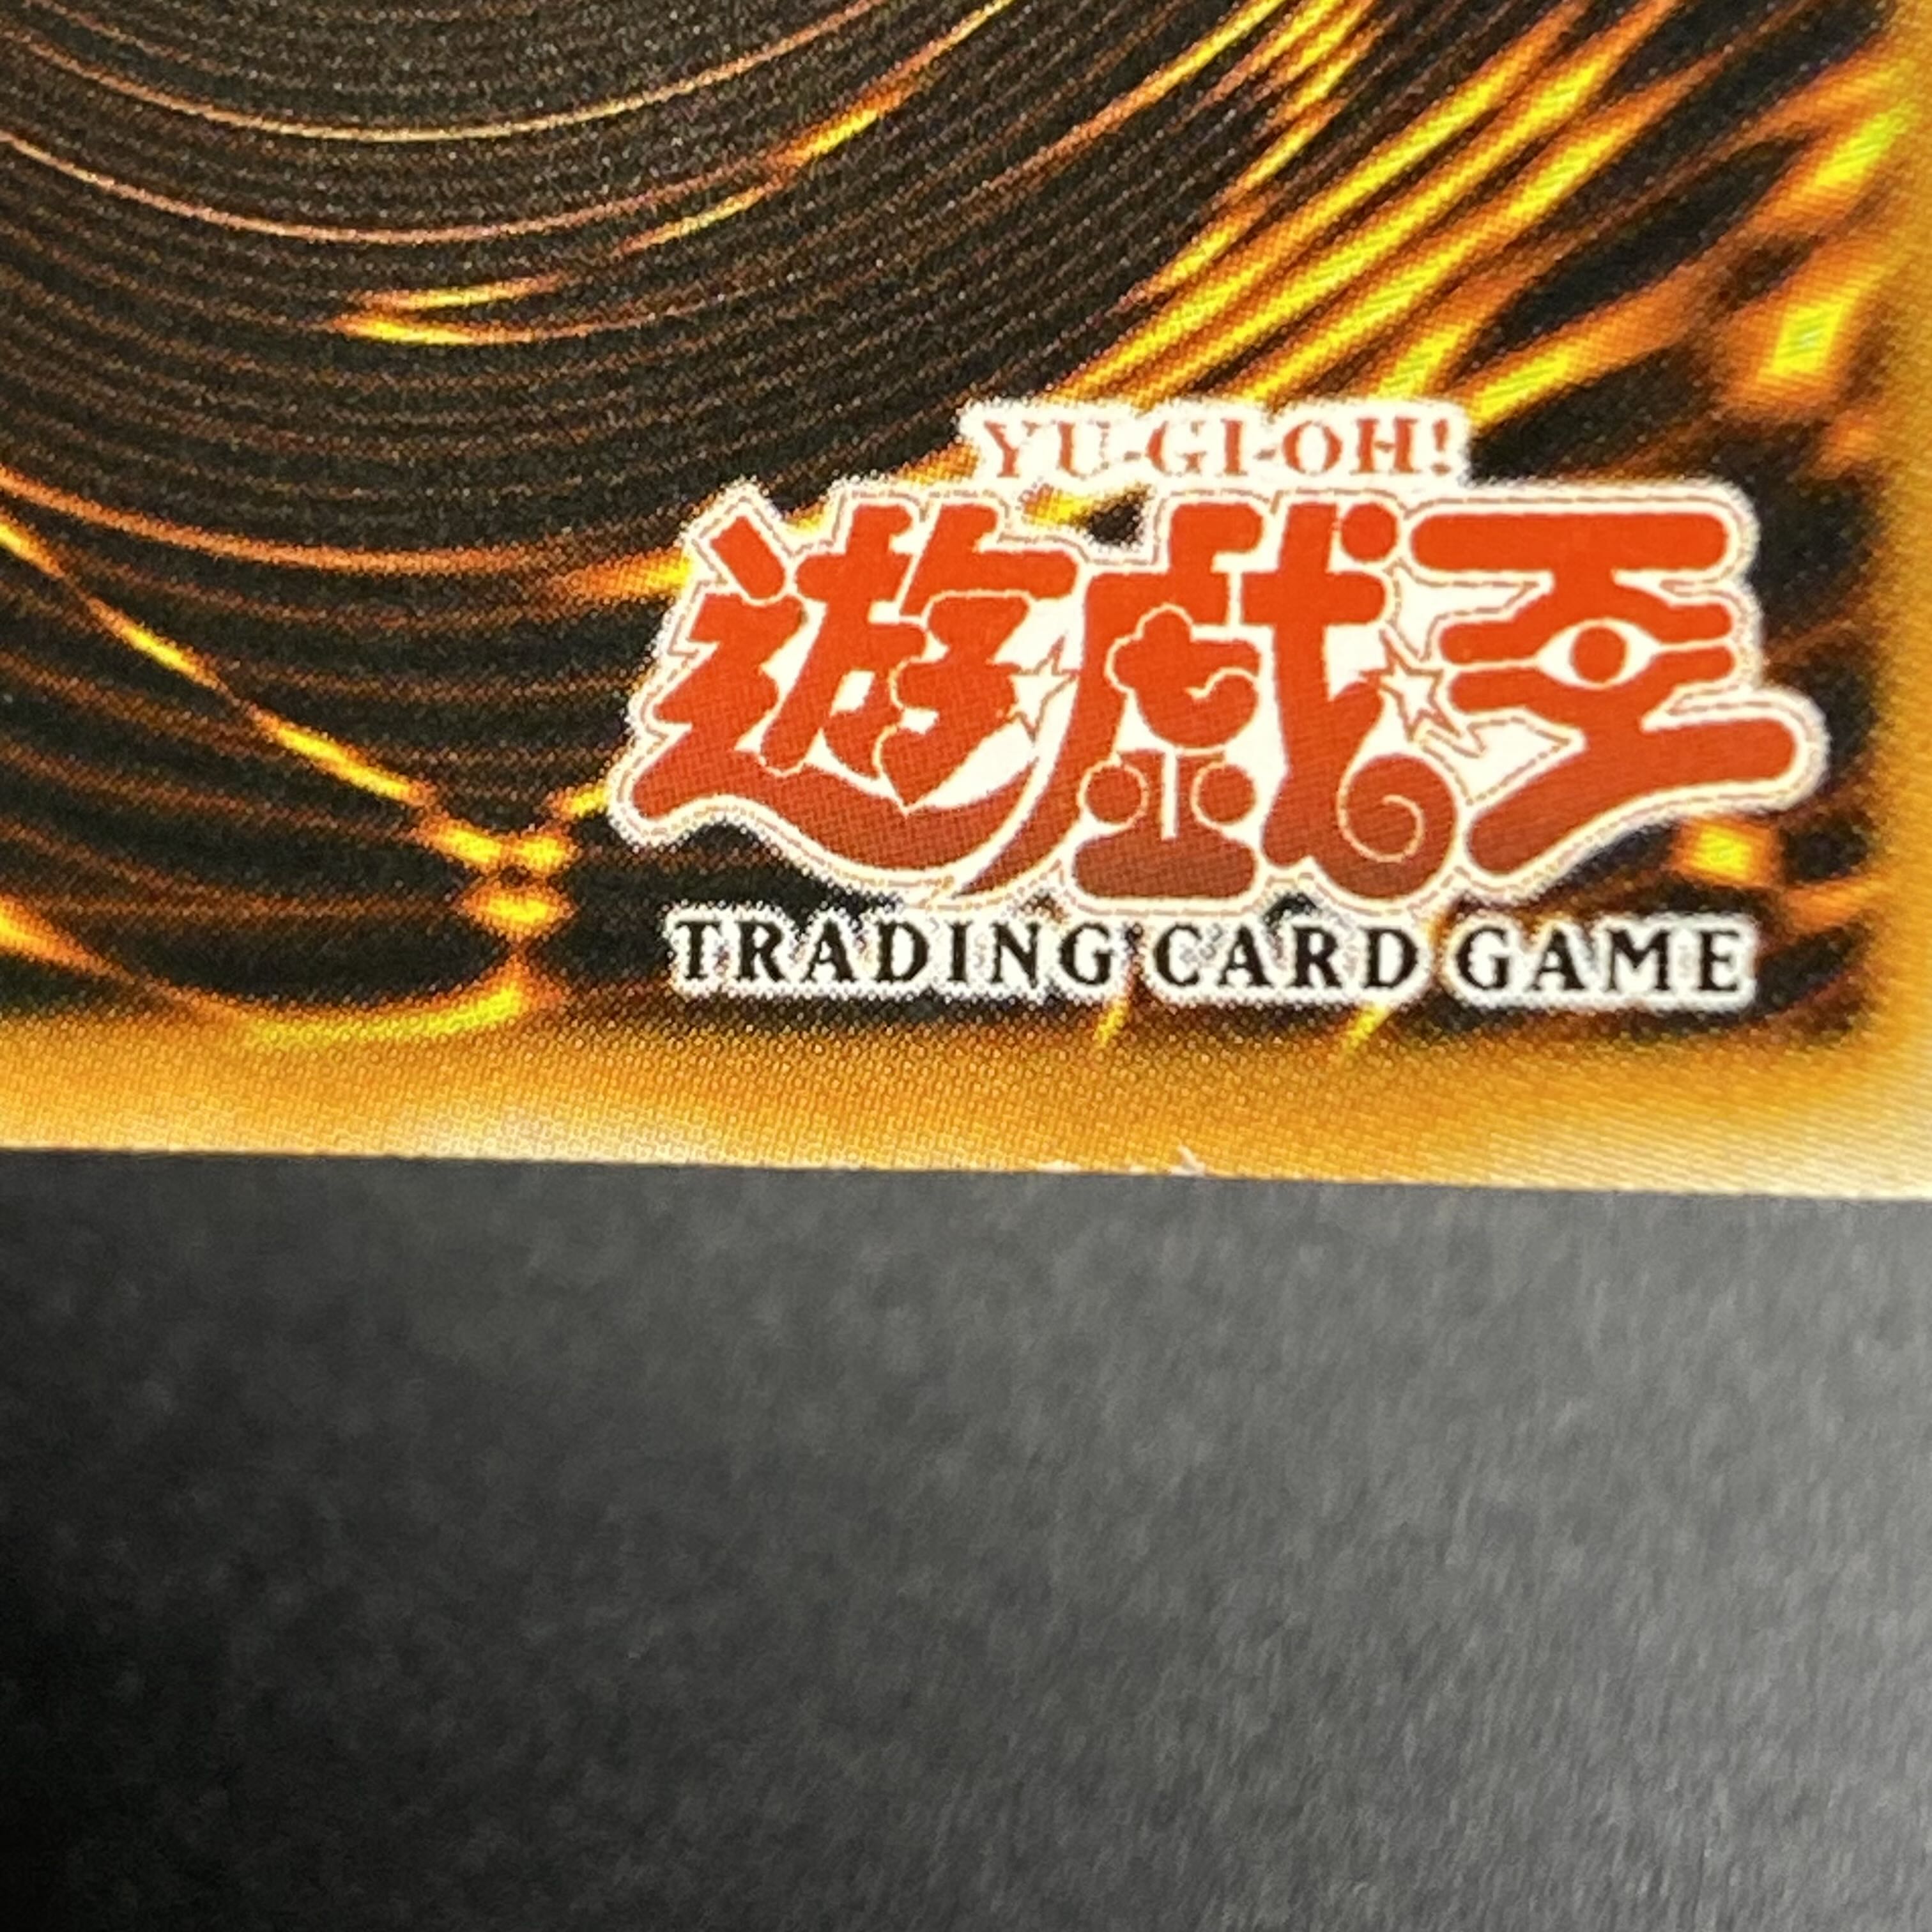 YU-GI-OH!
遊戯王
TRADING CARD GAME